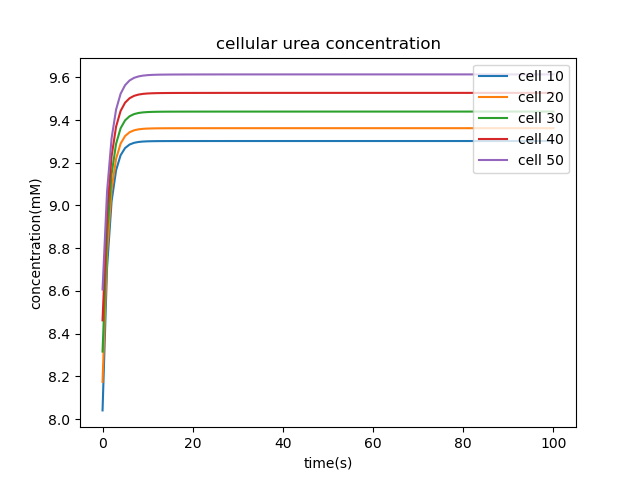 cellular urea concentration
concentration(mM)
9.6
9.4
9.2
9.0
8.8
8.6
8.4
8.2
8.0
cell 10
cell 20
cell 30
cell 40
cell 50
0 20 40 60 80 100
time(s)